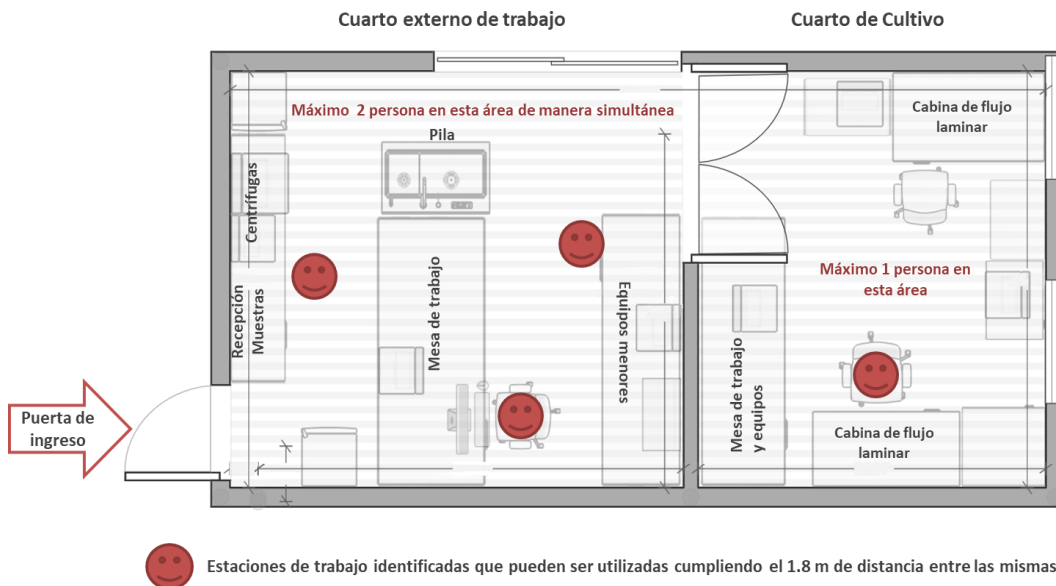 Cuarto externo de trabajo
Cuarto de Cultivo
Máximo 2 persona en esta área de manera simultánea
Pila
Cabina de flujo
laminar
Centrífugas
Recepción
Muestras
Mesa de trabajo
Equipos menores
Máximo 1 persona en
esta área
Mesa de trabajo
y equipos
Cabina de flujo
laminar
Puerta de
ingreso
Estaciones de trabajo identificadas que pueden ser utilizadas cumpliendo el 1.8 m de distancia entre las mismas